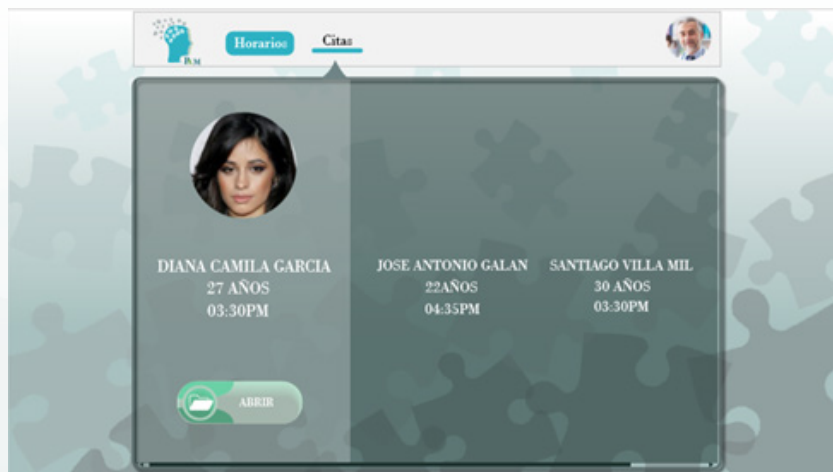 PCM
Horarios
Citas
DIANA CAMILA GARCIA
27 AÑOS
03:30PM
JOSE ANTONIO GALAN
22AÑOS
04:35PM
SANTIAGO VILLA MIL
30 AÑOS
03:30PM
ABRIR